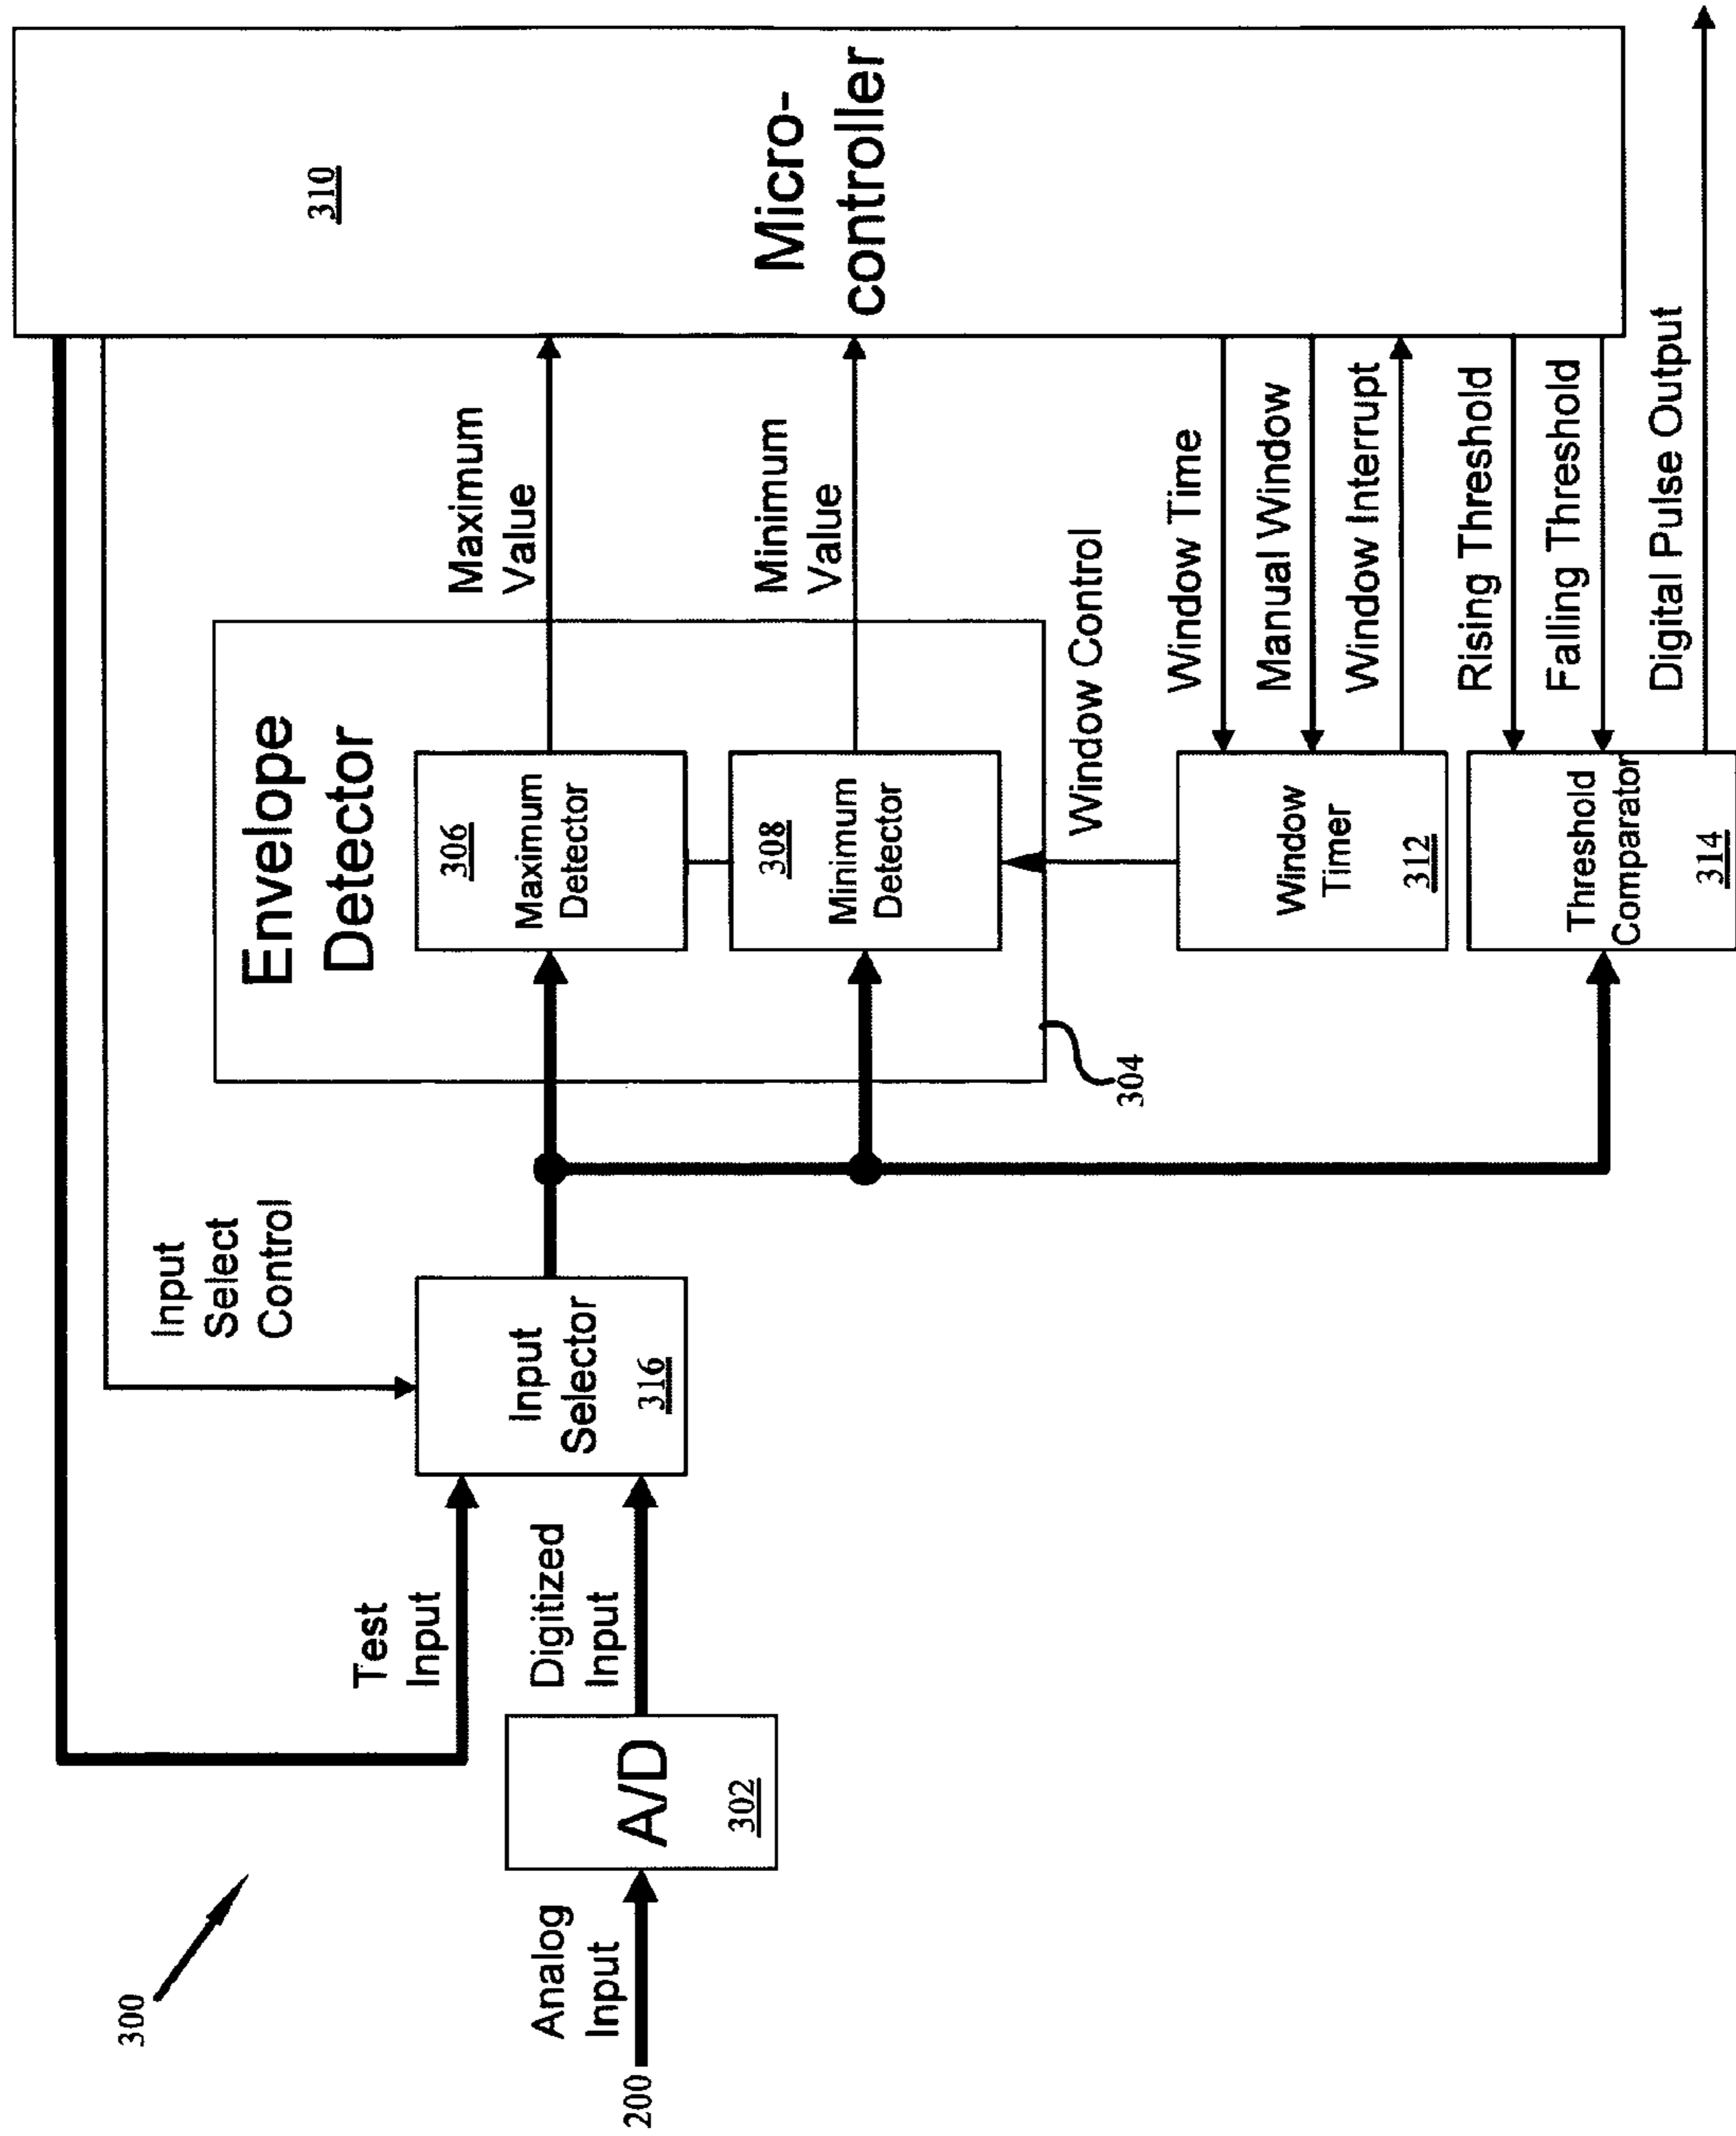 300
200
Analog
Input
A/D
302
Test
Input
Digitized
Input
Input
Select
Control
Input
Selector
316
Envelope
Detector
306
Maximum
Detector
308
Minimum
Detector
304
Maximum
Value
Minimum
Value
Window Control
Window
Timer
312
Threshold
Comparator
314
Window Time
Manual Window
Window Interrupt
Rising Threshold
Falling Threshold
Digital Pulse Output
310
Micro-
controller